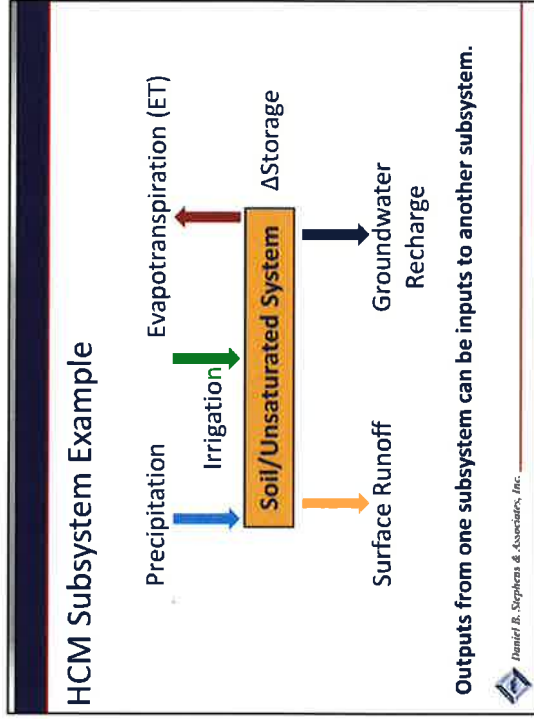 HCM Subsystem Example
Precipitation
Evapotranspiration (ET)
Irrigation
Soil/Unsaturated System
ΔStorage
Surface Runoff
Groundwater
Recharge
Outputs from one subsystem can be inputs to another subsystem.
Daniel B. Stephens & Associates, Inc.